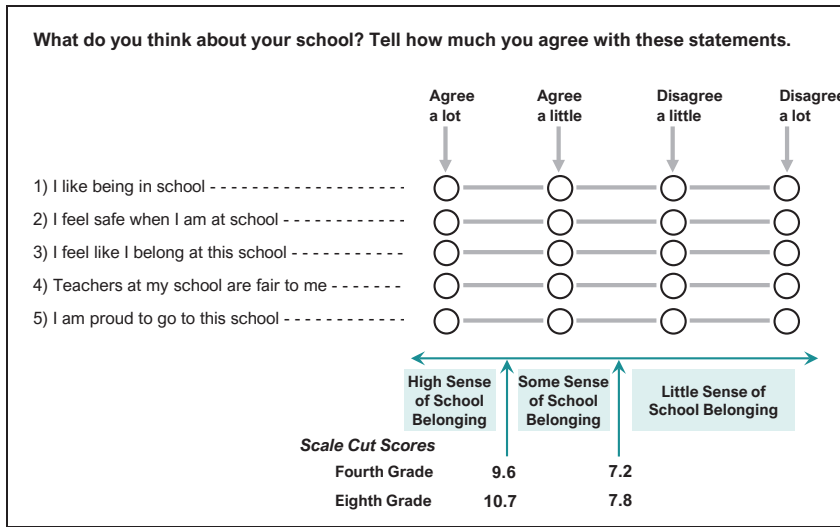 What do you think about your school? Tell how much you agree with these statements.
Agree a lot
Agree a little
Disagree a little
Disagree a lot
1) I like being in school - - - - - - - - - - - - - - - - - - -
2) I feel safe when I am at school - - - - - - - - - - - -
3) I feel like I belong at this school - - - - - - - - - - - -
4) Teachers at my school are fair to me - - - - - - -
5) I am proud to go to this school - - - - - - - - - - - -
High Sense of School Belonging
Some Sense of School Belonging
Little Sense of School Belonging
Scale Cut Scores
Fourth Grade 9.6 7.2
Eighth Grade 10.7 7.8